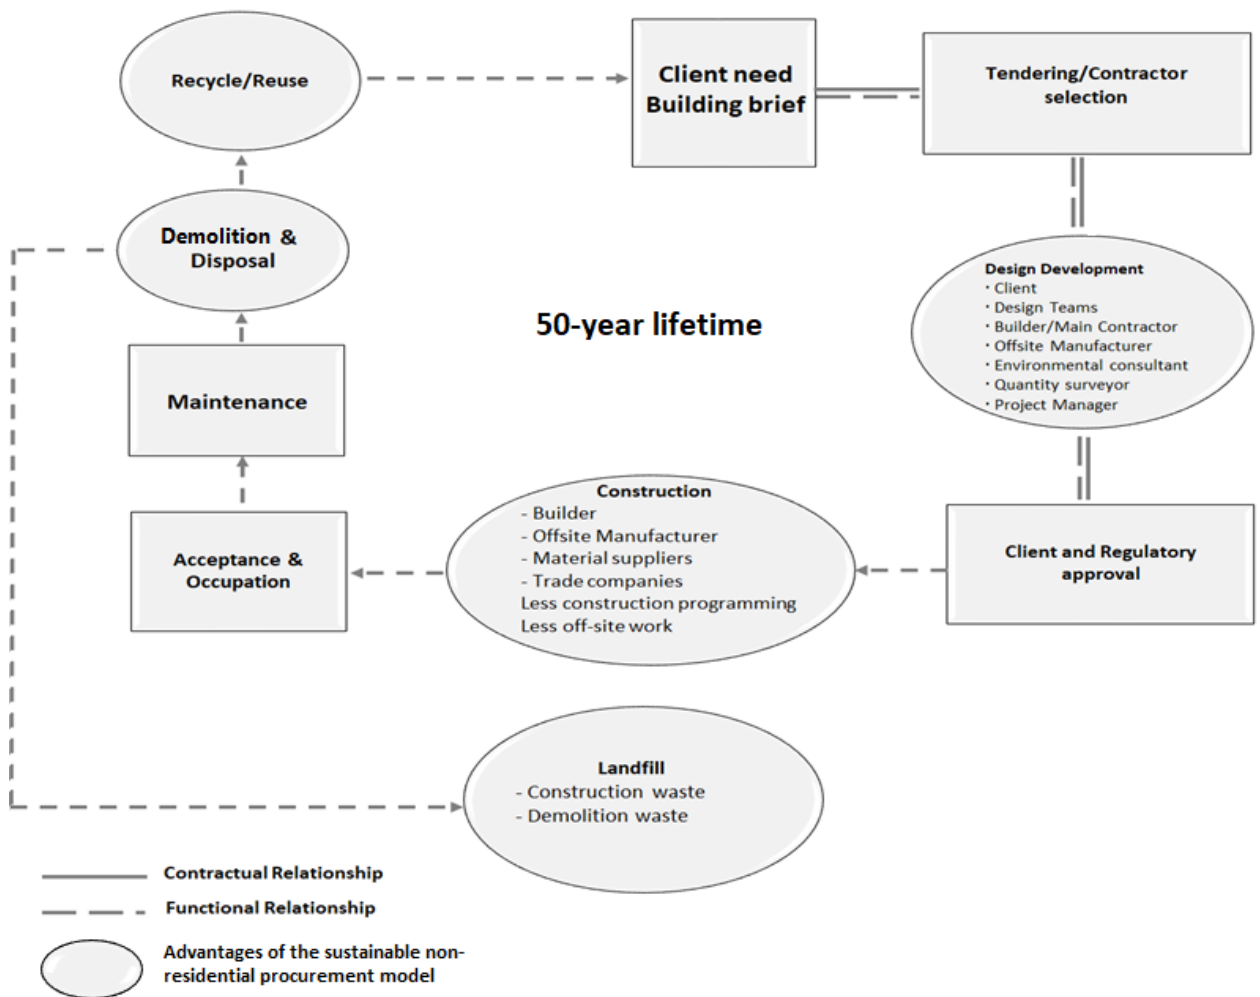 Recycle/Reuse
Client need
Building brief
Tendering/Contractor
selection
Demolition &
Disposal
Design Development
· Client
· Design Teams
· Builder/Main Contractor
· Offsite Manufacturer
· Environmental consultant
· Quantity surveyor
· Project Manager
50-year lifetime
Maintenance
Construction
- Builder
- Offsite Manufacturer
- Material suppliers
- Trade companies
Less construction programming
Less off-site work
Acceptance &
Occupation
Client and Regulatory
approval
Landfill
- Construction waste
- Demolition waste
Contractual Relationship
Functional Relationship
Advantages of the sustainable non-
residential procurement model